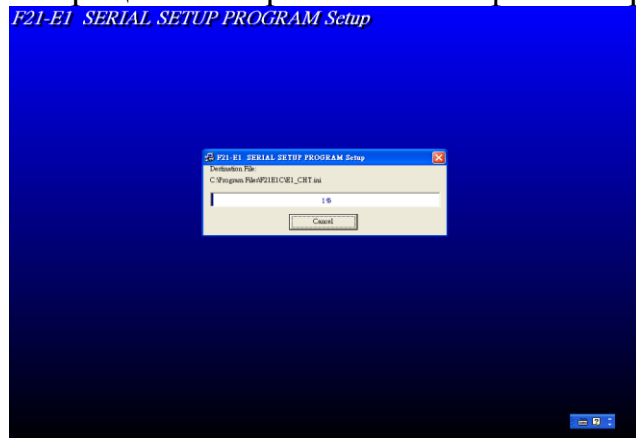 F21-E1 SERIAL SETUP PROGRAM Setup
F21-E1 SERIAL SETUP PROGRAM Setup
Destination File:
C:\Program Files\F21E1C\E1_CHT.ini
1%
Cancel